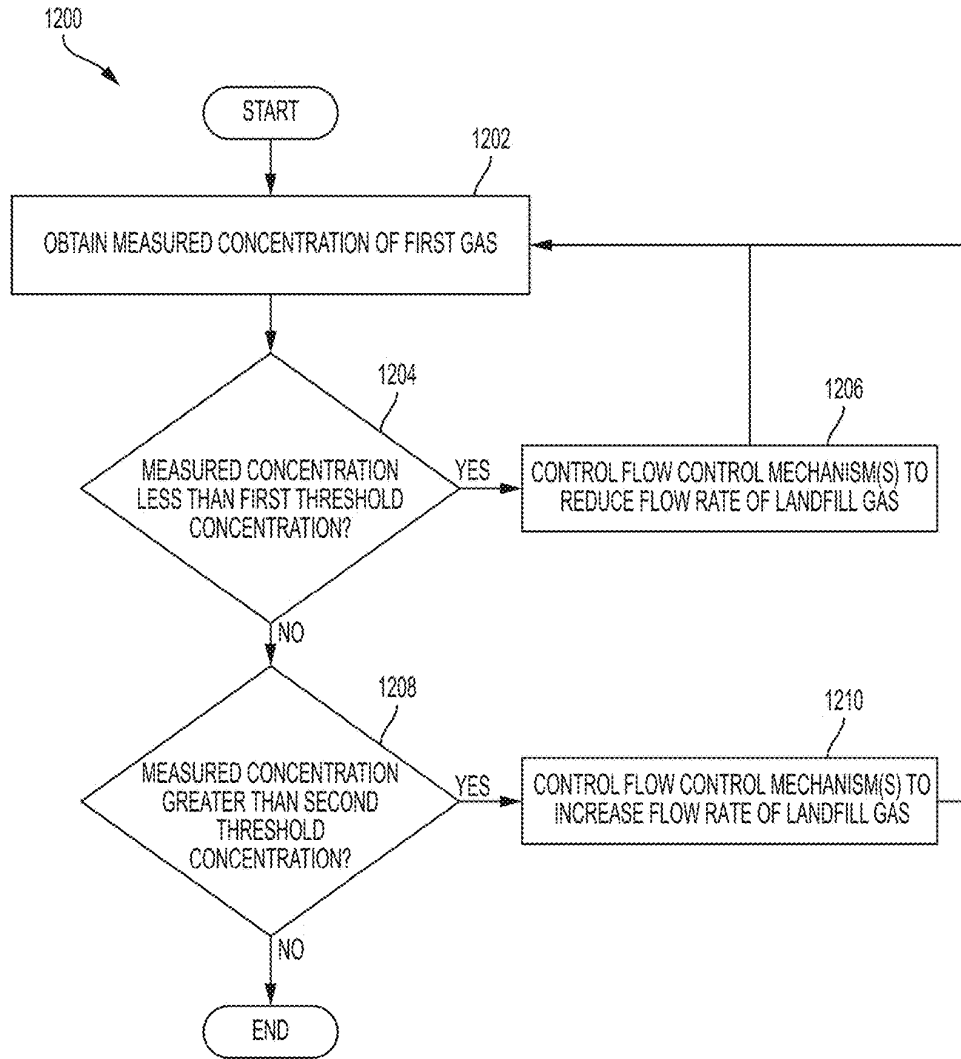 1200
START
1202
OBTAIN MEASURED CONCENTRATION OF FIRST GAS
1204
MEASURED CONCENTRATION
LESS THAN FIRST THRESHOLD
CONCENTRATION?
YES
1206
CONTROL FLOW CONTROL MECHANISM(S) TO
REDUCE FLOW RATE OF LANDFILL GAS
NO
1208
MEASURED CONCENTRATION
GREATER THAN SECOND
THRESHOLD
CONCENTRATION?
YES
1210
CONTROL FLOW CONTROL MECHANISM(S) TO
INCREASE FLOW RATE OF LANDFILL GAS
NO
END